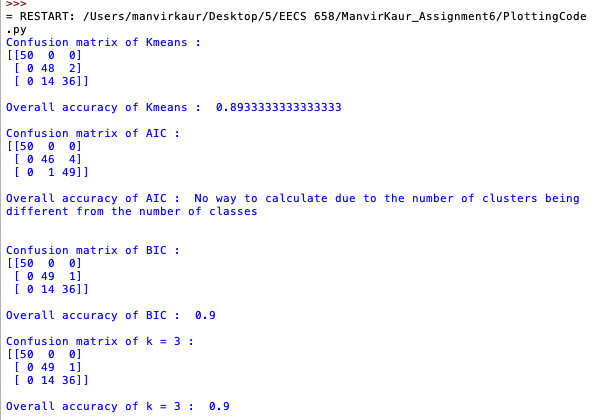 >>>
= RESTART: /Users/manvirkaur/Desktop/5/EECS 658/ManvirKaur_Assignment6/PlottingCode
.py
Confusion matrix of Kmeans :
[[50  0  0]
 [ 0 48  2]
 [ 0 14 36]]
Overall accuracy of Kmeans :  0.8933333333333333
Confusion matrix of AIC :
[[50  0  0]
 [ 0 46  4]
 [ 0  1 49]]
Overall accuracy of AIC :  No way to calculate due to the number of clusters being
different from the number of classes
Confusion matrix of BIC :
[[50  0  0]
 [ 0 49  1]
 [ 0 14 36]]
Overall accuracy of BIC :  0.9
Confusion matrix of k = 3 :
[[50  0  0]
 [ 0 49  1]
 [ 0 14 36]]
Overall accuracy of k = 3 :  0.9